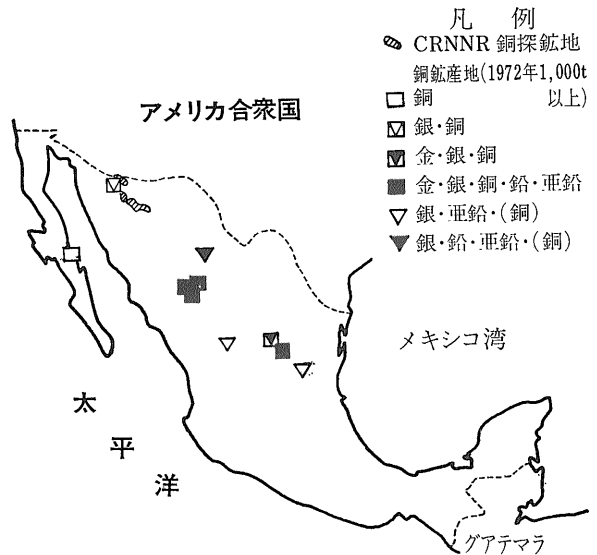 凡例
CRNNR 銅探鉱地
銅鉱産地(1972年1,000t
以上)
銅
銀・銅
金・銀・銅
金・銀・銅・鉛・亜鉛
銀・亜鉛・(銅)
銀・鉛・亜鉛・(銅)
アメリカ合衆国
メキシコ湾
太平洋
グアテマラ